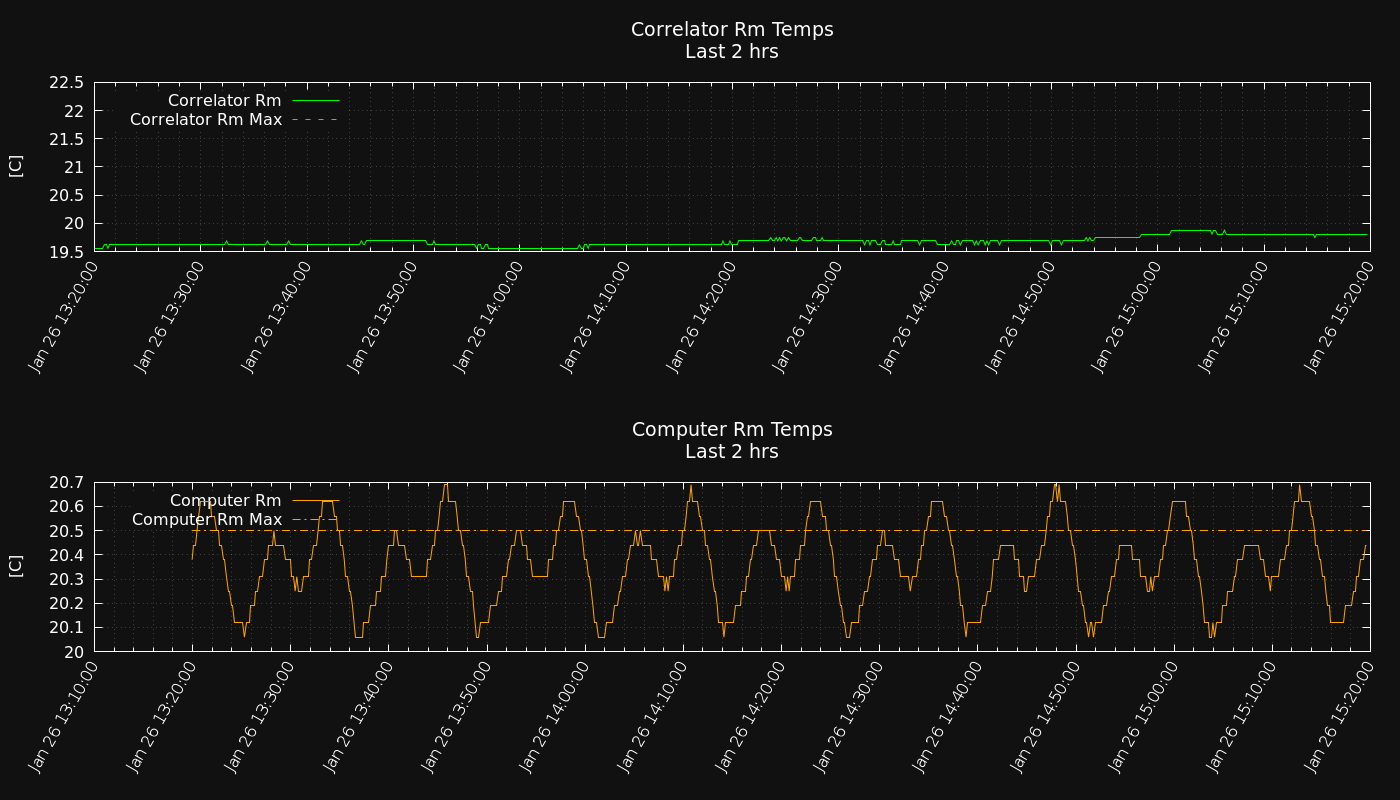 Correlator Rm Temps
Last 2 hrs
22.5
22
21.5
21
20.5
20
19.5
[C]
Correlator Rm
Correlator Rm Max
Jan 26 13:20:00
Jan 26 13:30:00
Jan 26 13:40:00
Jan 26 13:50:00
Jan 26 14:00:00
Jan 26 14:10:00
Jan 26 14:20:00
Jan 26 14:30:00
Jan 26 14:40:00
Jan 26 14:50:00
Jan 26 15:00:00
Jan 26 15:10:00
Jan 26 15:20:00
Computer Rm Temps
Last 2 hrs
20.7
20.6
20.5
20.4
20.3
20.2
20.1
20
[C]
Computer Rm
Computer Rm Max
Jan 26 13:10:00
Jan 26 13:20:00
Jan 26 13:30:00
Jan 26 13:40:00
Jan 26 13:50:00
Jan 26 14:00:00
Jan 26 14:10:00
Jan 26 14:20:00
Jan 26 14:30:00
Jan 26 14:40:00
Jan 26 14:50:00
Jan 26 15:00:00
Jan 26 15:10:00
Jan 26 15:20:00